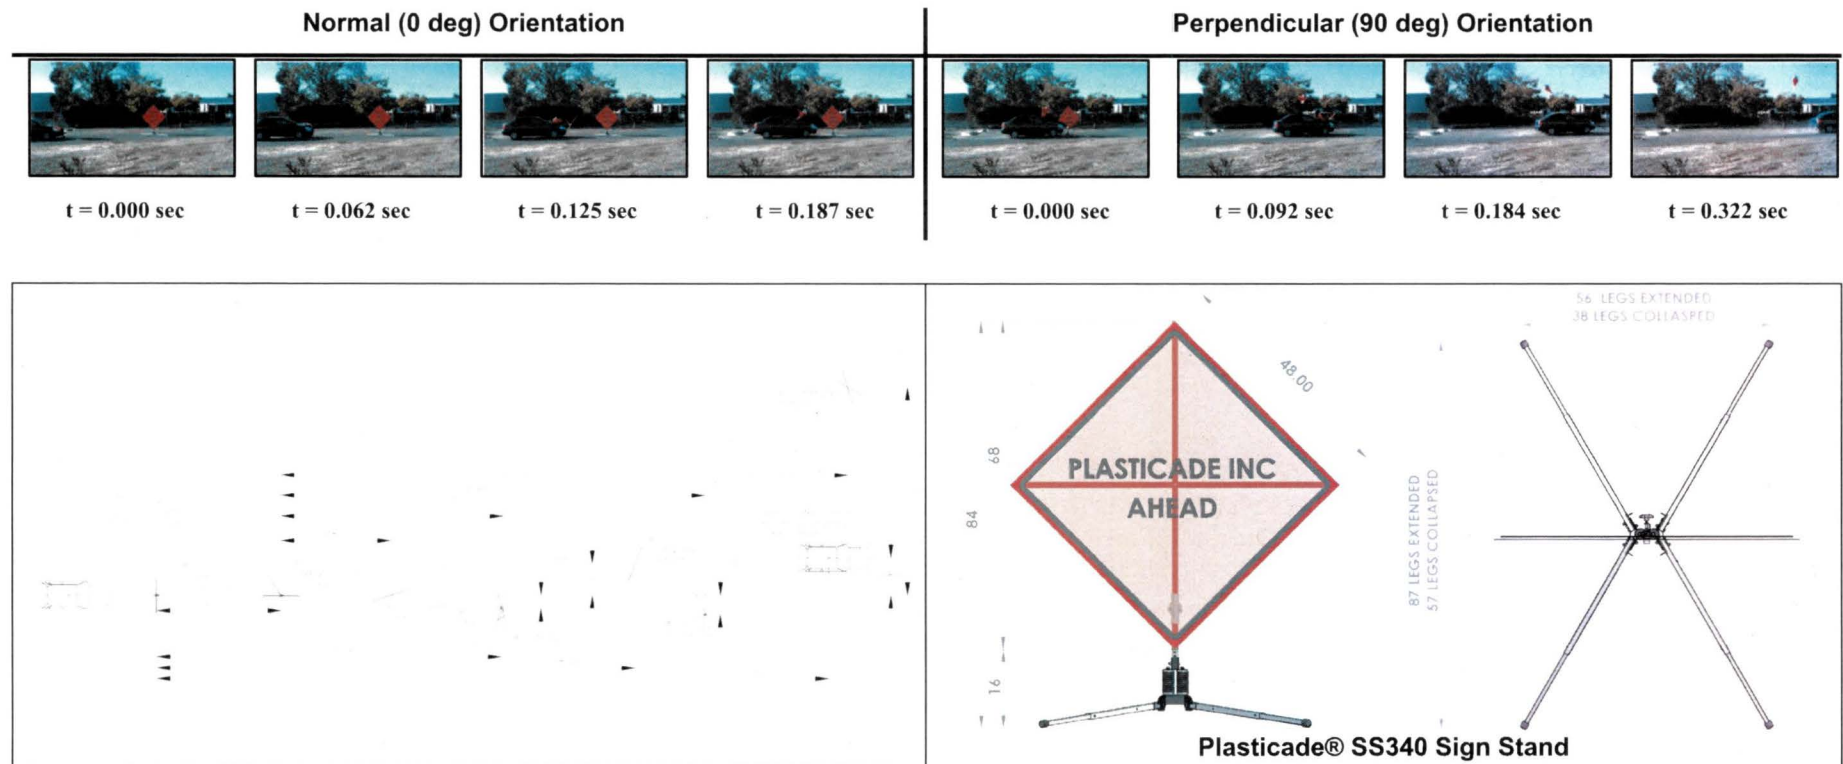 Normal (0 deg) Orientation
Perpendicular (90 deg) Orientation
t = 0.000 sec
t = 0.062 sec
t = 0.125 sec
t = 0.187 sec
t = 0.000 sec
t = 0.092 sec
t = 0.184 sec
t = 0.322 sec
56 LEGS EXTENDED
38 LEGS COLLASPED
48.00
68
84
16
PLASTICADE INC
AHEAD
87 LEGS EXTENDED
57 LEGS COLLAPSED
Plasticade® SS340 Sign Stand